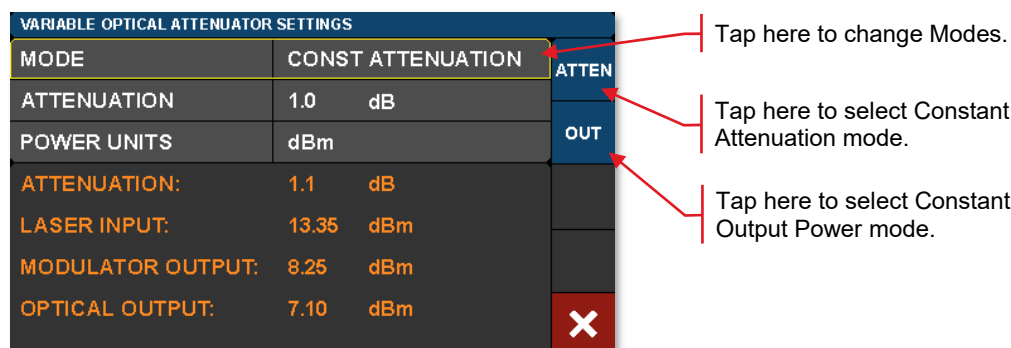 VARIABLE OPTICAL ATTENUATOR SETTINGS
MODE CONST ATTENUATION
ATTEN
ATTENUATION 1.0 dB
POWER UNITS dBm
OUT
ATTENUATION: 1.1 dB
LASER INPUT: 13.35 dBm
MODULATOR OUTPUT: 8.25 dBm
OPTICAL OUTPUT: 7.10 dBm
Tap here to change Modes.
Tap here to select Constant
Attenuation mode.
Tap here to select Constant
Output Power mode.